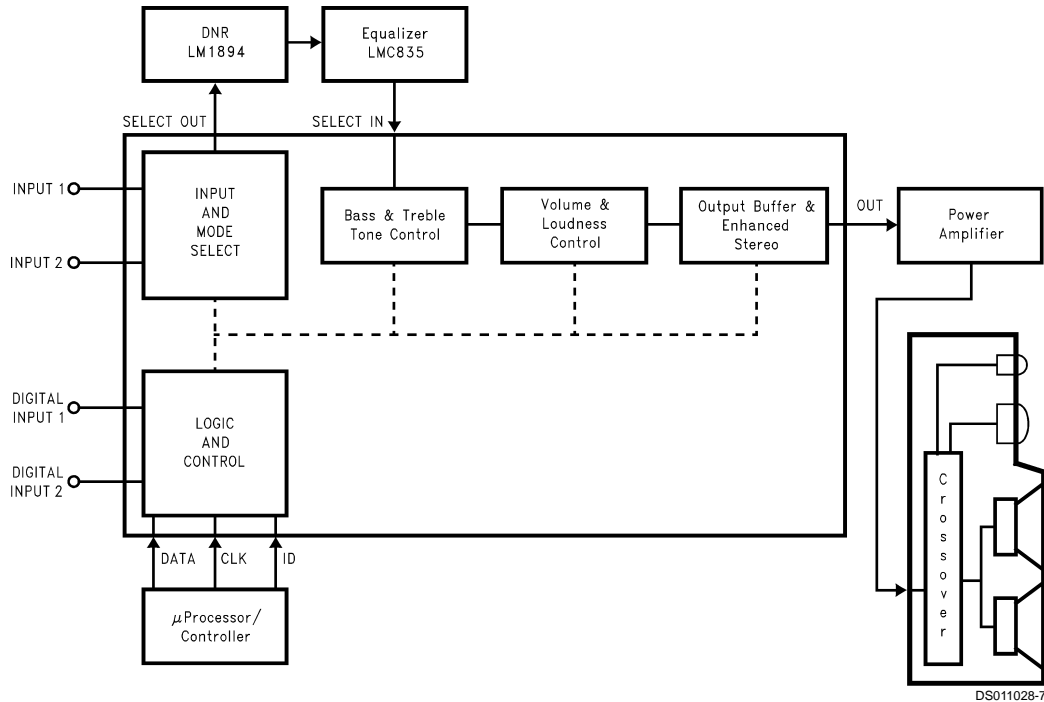 DNR
LM1894
Equalizer
LMC835
SELECT OUT
SELECT IN
INPUT 1
INPUT 2
INPUT
AND
MODE
SELECT
Bass & Treble
Tone Control
Volume &
Loudness
Control
Output Buffer &
Enhanced
Stereo
OUT
Power
Amplifier
DIGITAL
INPUT 1
DIGITAL
INPUT 2
LOGIC
AND
CONTROL
DATA
CLK
ID
μProcessor/
Controller
Crossover
DS011028-7